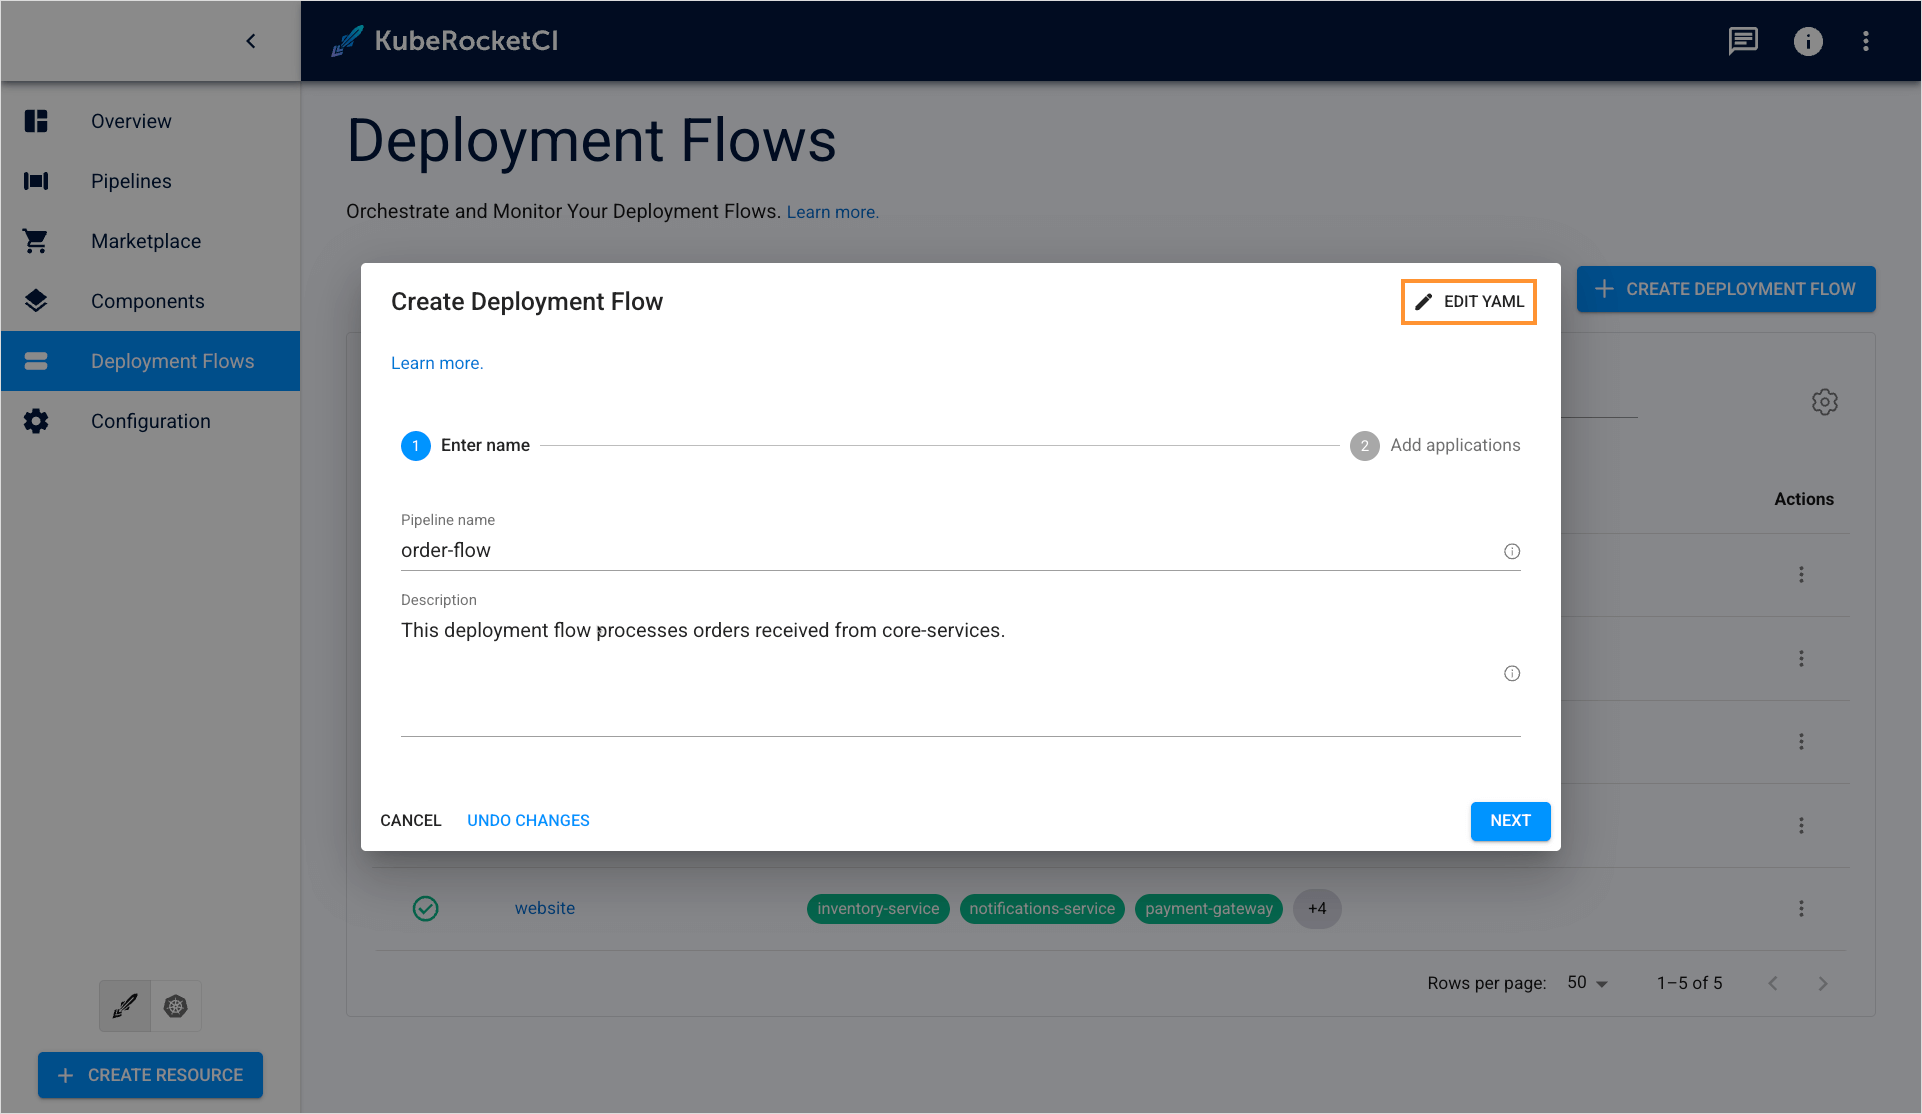 KubeRocketCI
Overview
Pipelines
Marketplace
Components
Deployment Flows
Configuration
CREATE RESOURCE
Deployment Flows
Orchestrate and Monitor Your Deployment Flows. Learn more.
CREATE DEPLOYMENT FLOW
Create Deployment Flow
EDIT YAML
Learn more.
1 Enter name
2 Add applications
Pipeline name
order-flow
Description
This deployment flow processes orders received from core-services.
CANCEL
UNDO CHANGES
NEXT
Actions
website
inventory-service
notifications-service
payment-gateway
+4
Rows per page: 50
1–5 of 5